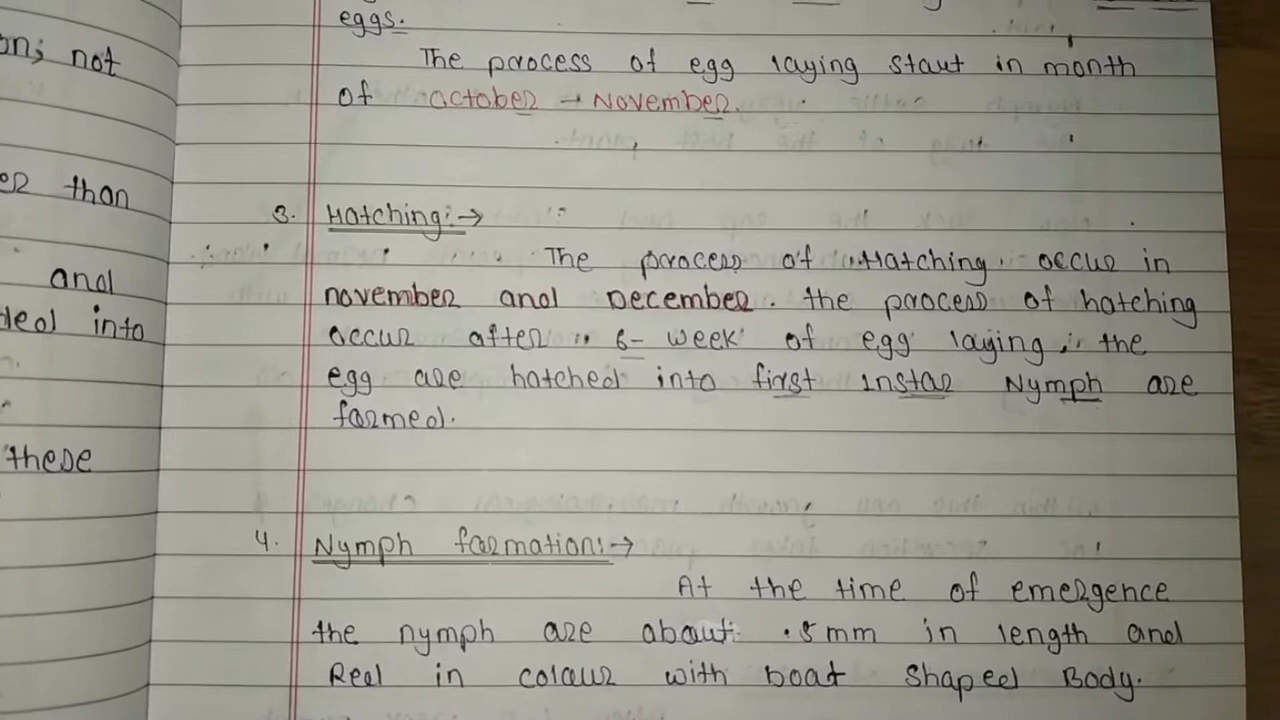 on; not
er than
and
ded into
these
eggs.
The process of egg laying start in month
of october → November.
3. Hatching:→
The process of Hatching occur in
november and December. the process of hatching
occur after 6- week of egg laying, the
egg are hatched into first instar Nymph are
formed.
4. Nymph formation:→
At the time of emergence
the nymph are about .5 mm in length and
Red in colour with boat shaped Body.